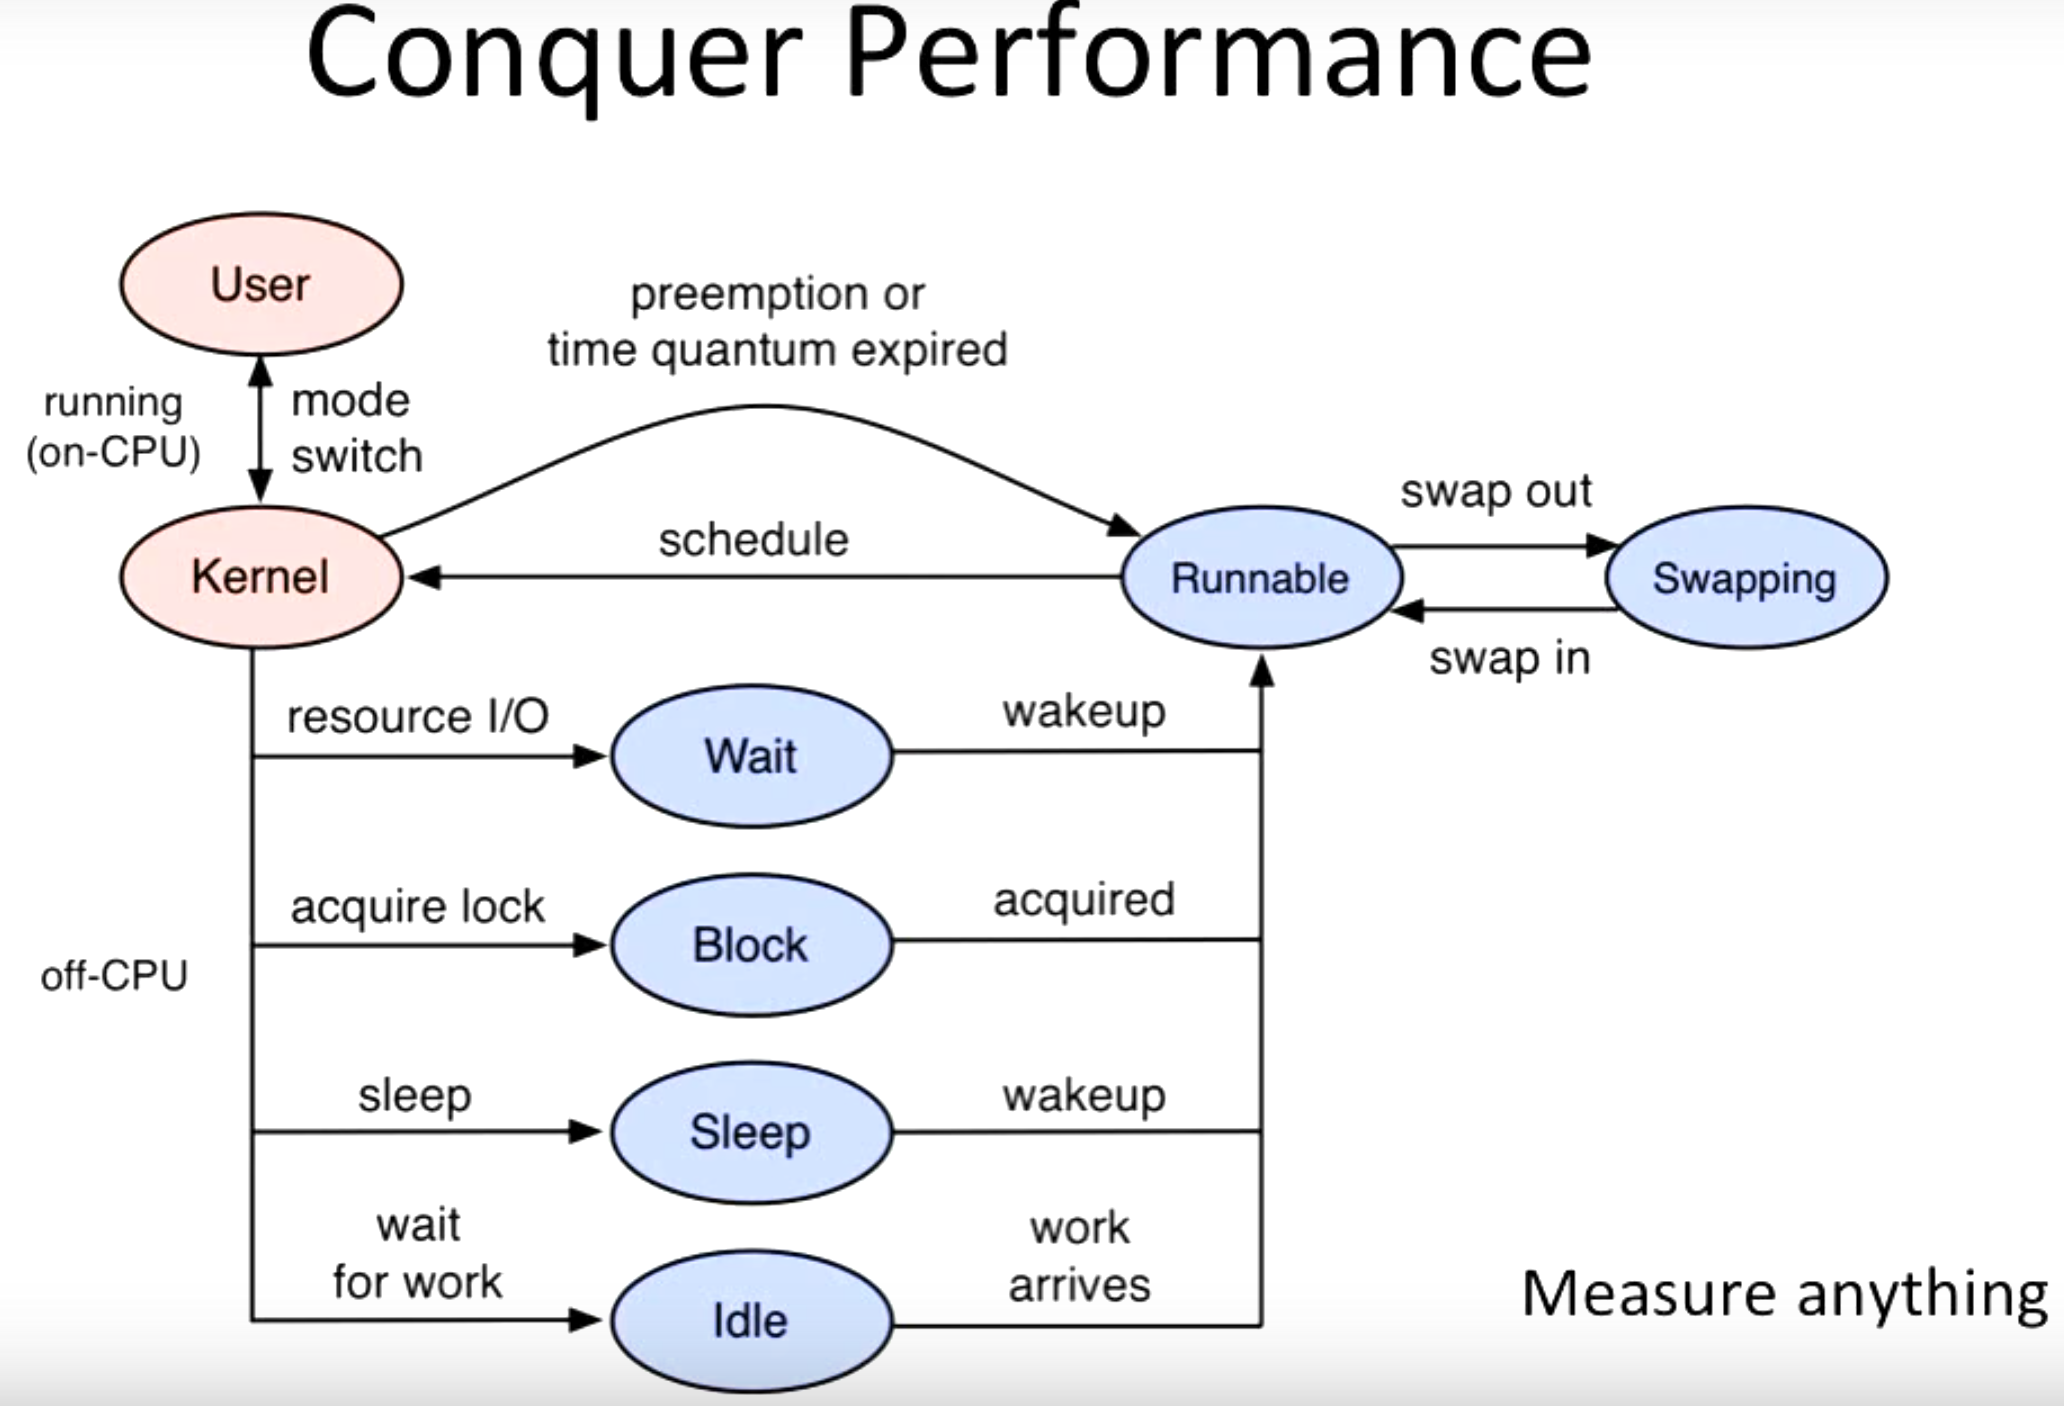 Conquer Performance
User
preemption or
time quantum expired
running
(on-CPU)
mode
switch
swap out
schedule
Kernel
Runnable
Swapping
swap in
resource I/O
Wait
wakeup
acquire lock
Block
acquired
off-CPU
sleep
Sleep
wakeup
wait
for work
Idle
work
arrives
Measure anything